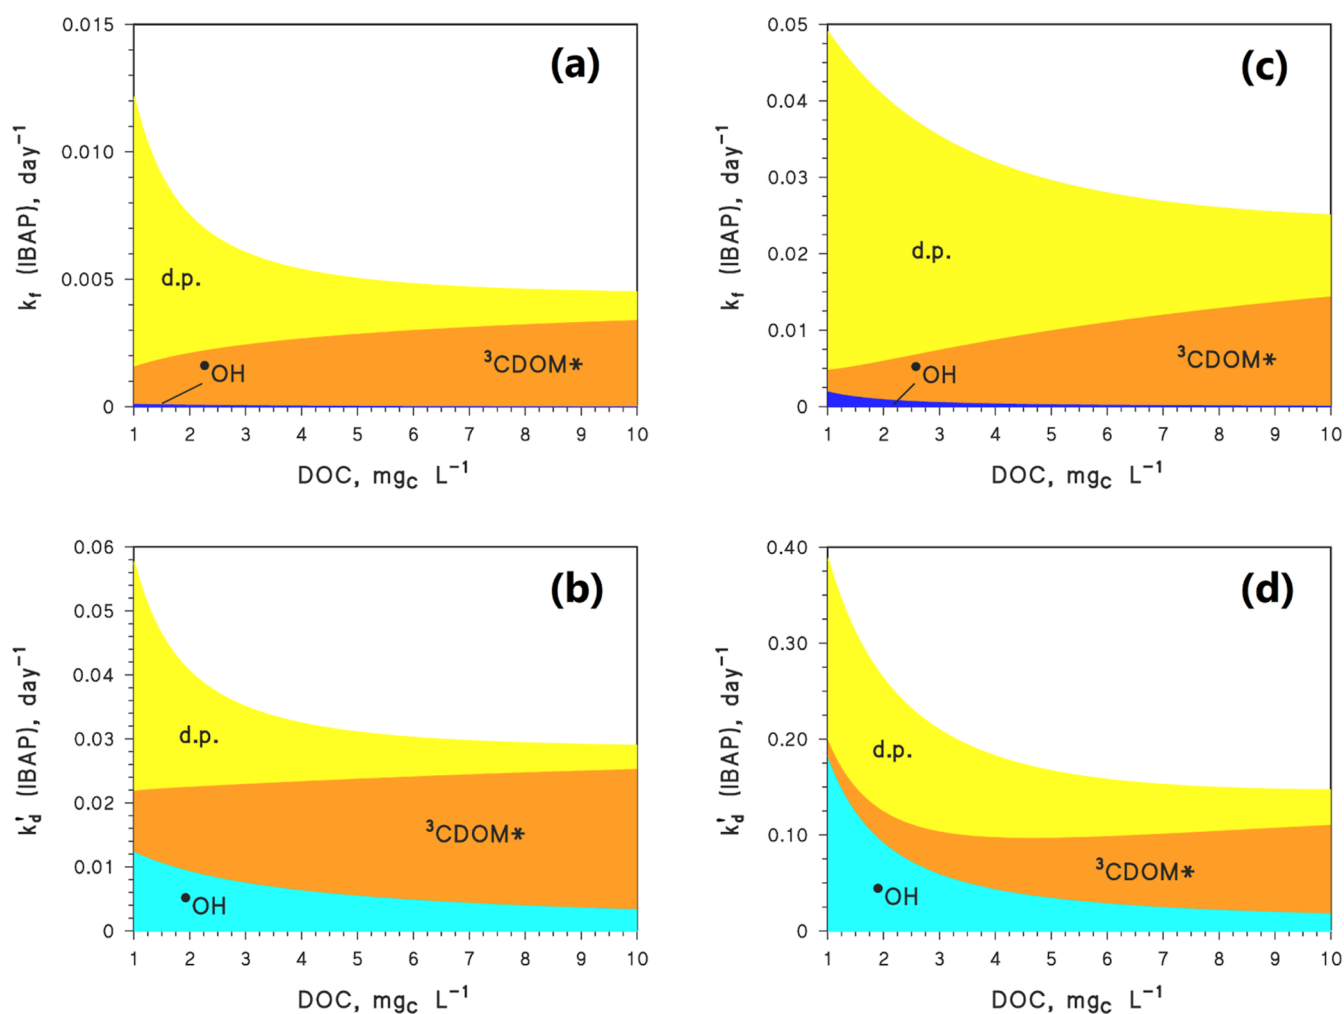 (a)
0.015
0.010
0.005
0
k_f (IBAP), day⁻¹
d.p.
•OH
³CDOM*
1 2 3 4 5 6 7 8 9 10
DOC, mg_C L⁻¹
(c)
0.05
0.04
0.03
0.02
0.01
0
k_f (IBAP), day⁻¹
d.p.
•OH
³CDOM*
1 2 3 4 5 6 7 8 9 10
DOC, mg_C L⁻¹
(b)
0.06
0.05
0.04
0.03
0.02
0.01
0
k'_d (IBAP), day⁻¹
d.p.
³CDOM*
•OH
1 2 3 4 5 6 7 8 9 10
DOC, mg_C L⁻¹
(d)
0.40
0.30
0.20
0.10
0
k'_d (IBAP), day⁻¹
d.p.
³CDOM*
•OH
1 2 3 4 5 6 7 8 9 10
DOC, mg_C L⁻¹